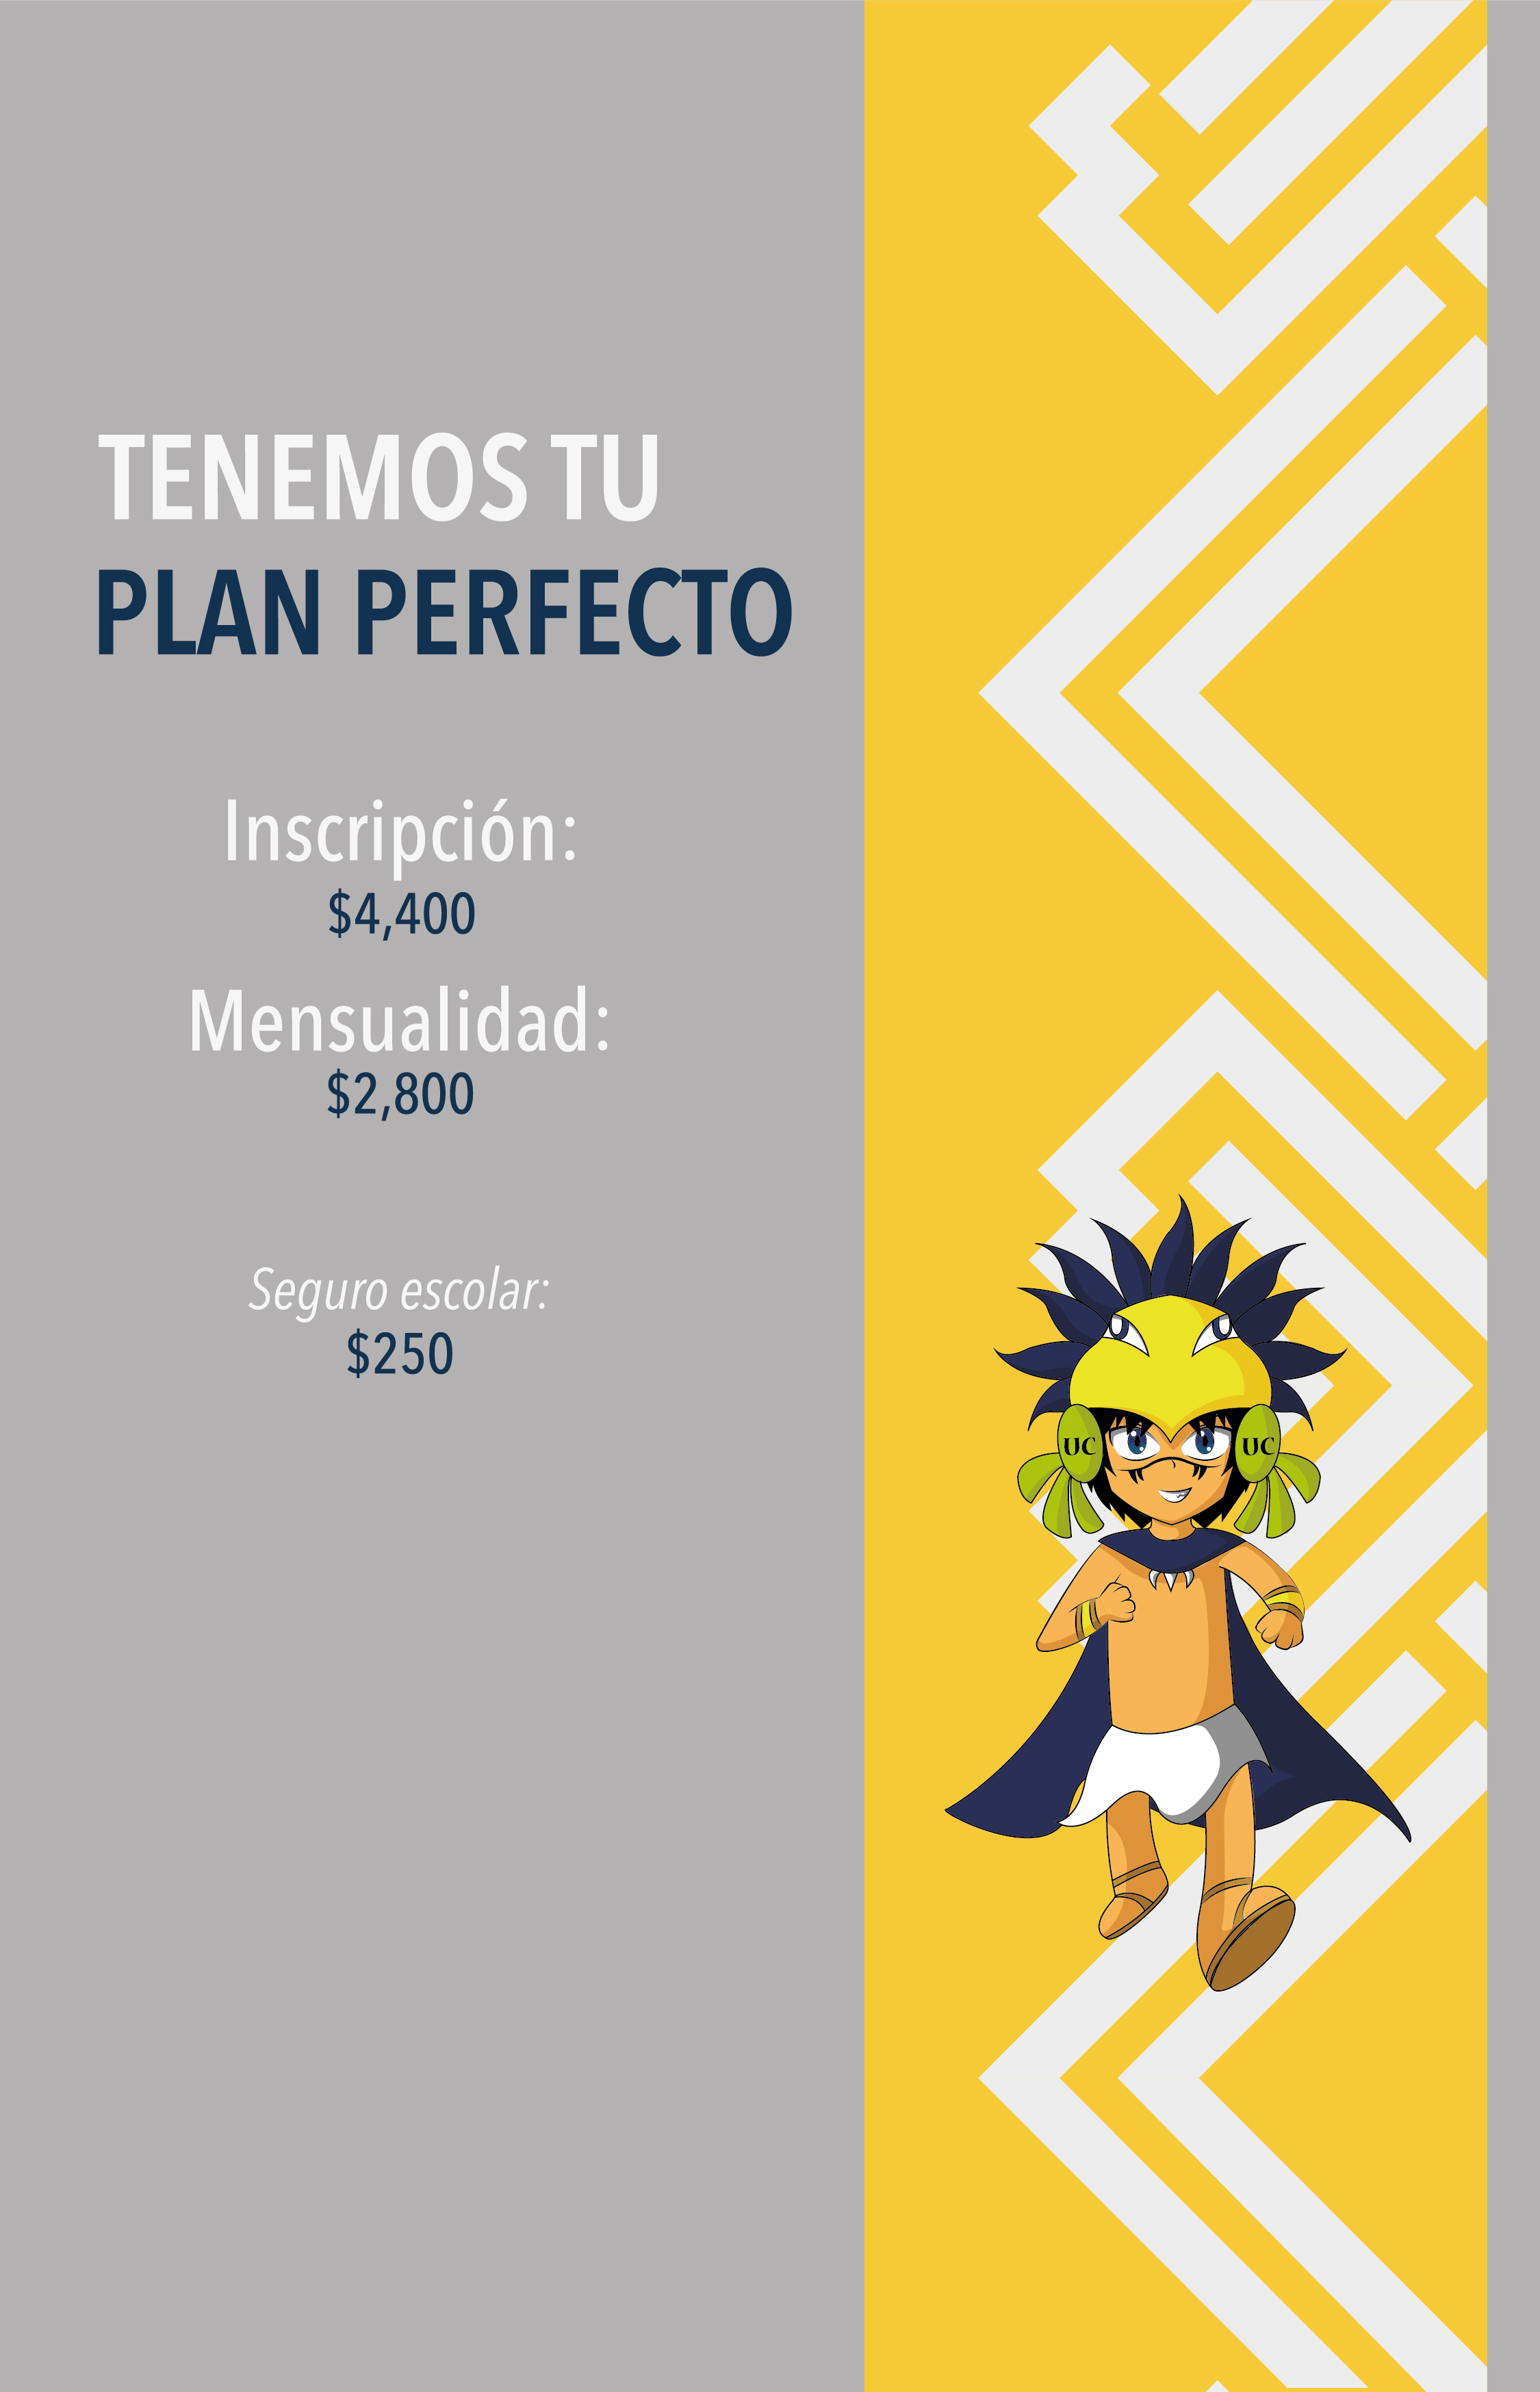 TENEMOS TU
PLAN PERFECTO
Inscripción:
$4,400
Mensualidad:
$2,800
Seguro escolar:
$250
UC
UC